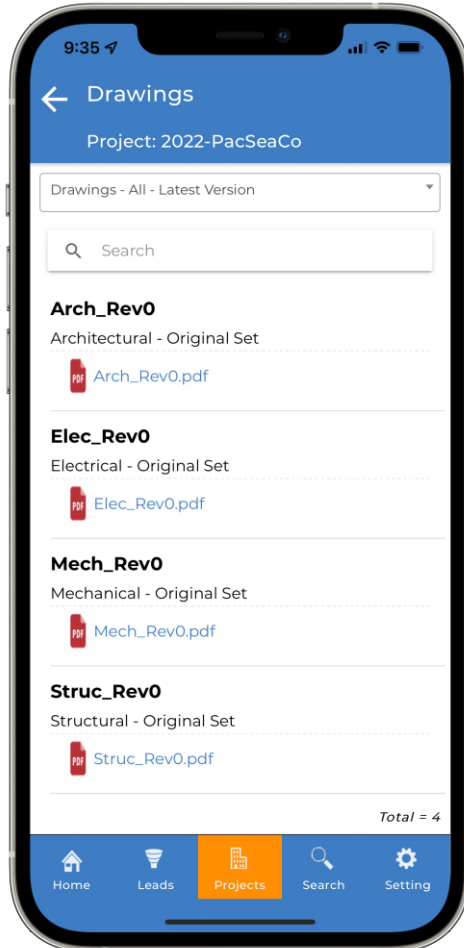 9:35
Drawings
Project: 2022-PacSeaCo
Drawings - All - Latest Version
Search
Arch_Rev0
Architectural - Original Set
PDF Arch_Rev0.pdf
Elec_Rev0
Electrical - Original Set
PDF Elec_Rev0.pdf
Mech_Rev0
Mechanical - Original Set
PDF Mech_Rev0.pdf
Struc_Rev0
Structural - Original Set
PDF Struc_Rev0.pdf
Total = 4
Home Leads Projects Search Setting